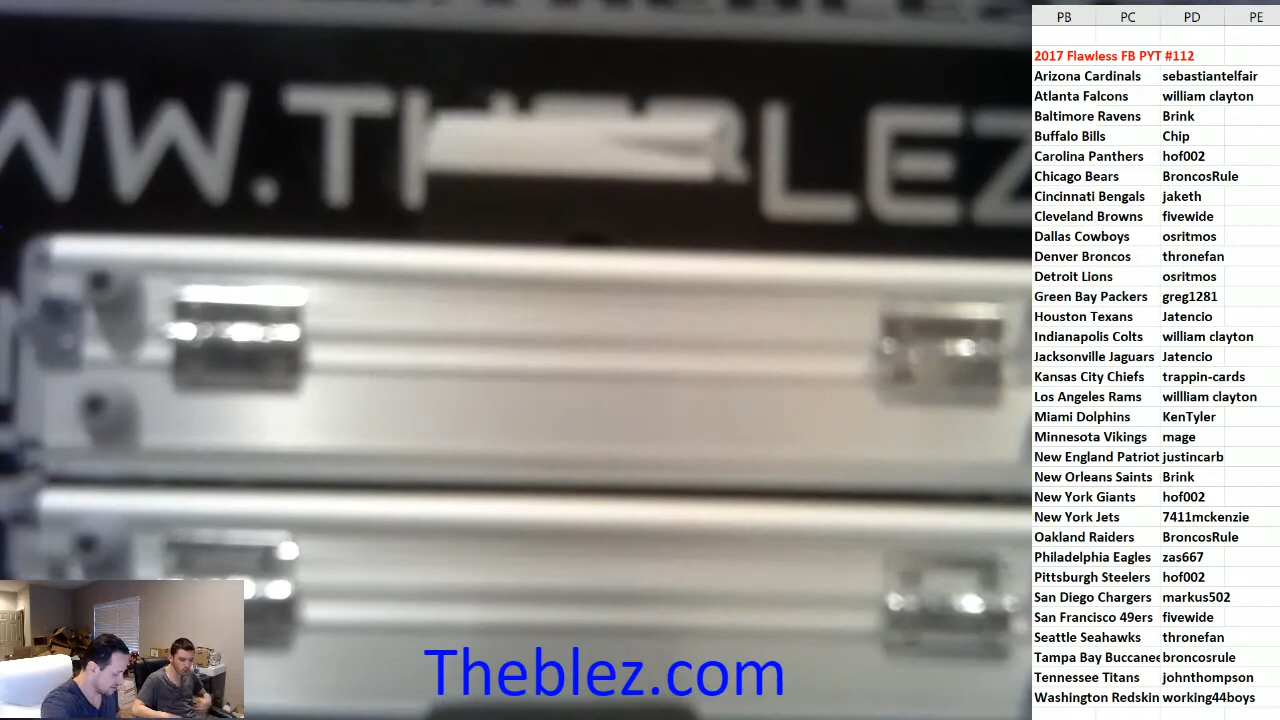 PB PC PD PE
2017 Flawless FB PYT #112
Arizona Cardinals sebastiantelfair
Atlanta Falcons william clayton
Baltimore Ravens Brink
Buffalo Bills Chip
Carolina Panthers hof002
Chicago Bears BroncosRule
Cincinnati Bengals jaketh
Cleveland Browns fivewide
Dallas Cowboys osritmos
Denver Broncos thronefan
Detroit Lions osritmos
Green Bay Packers greg1281
Houston Texans Jatencio
Indianapolis Colts william clayton
Jacksonville Jaguars Jatencio
Kansas City Chiefs trappin-cards
Los Angeles Rams willliam clayton
Miami Dolphins KenTyler
Minnesota Vikings mage
New England Patriot justincarb
New Orleans Saints Brink
New York Giants hof002
New York Jets 7411mckenzie
Oakland Raiders BroncosRule
Philadelphia Eagles zas667
Pittsburgh Steelers hof002
San Diego Chargers markus502
San Francisco 49ers fivewide
Seattle Seahawks thronefan
Tampa Bay Buccanee broncosrule
Tennessee Titans johnthompson
Washington Redskin working44boys
Theblez.com